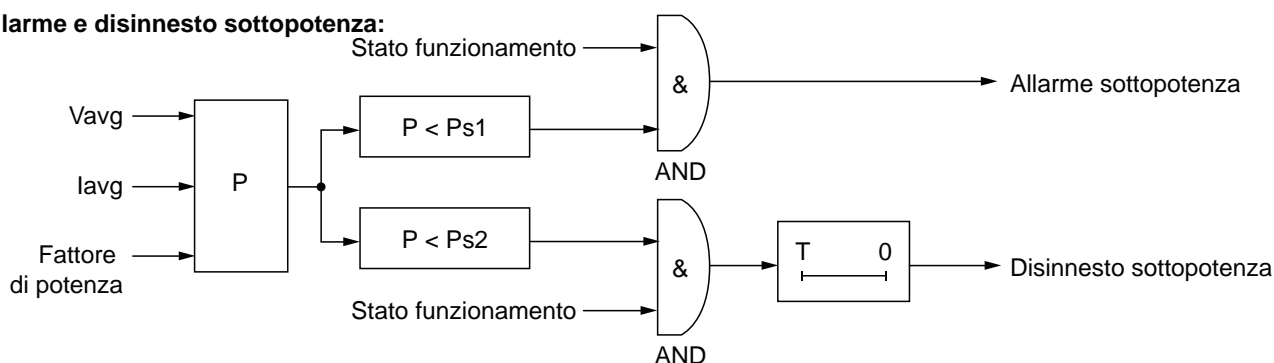 larme e disinnesto sottopotenza:
Stato funzionamento
Vavg
P < Ps1
&
Allarme sottopotenza
AND
Iavg
P
Fattore
di potenza
P < Ps2
&
T 0
Disinnesto sottopotenza
Stato funzionamento
AND